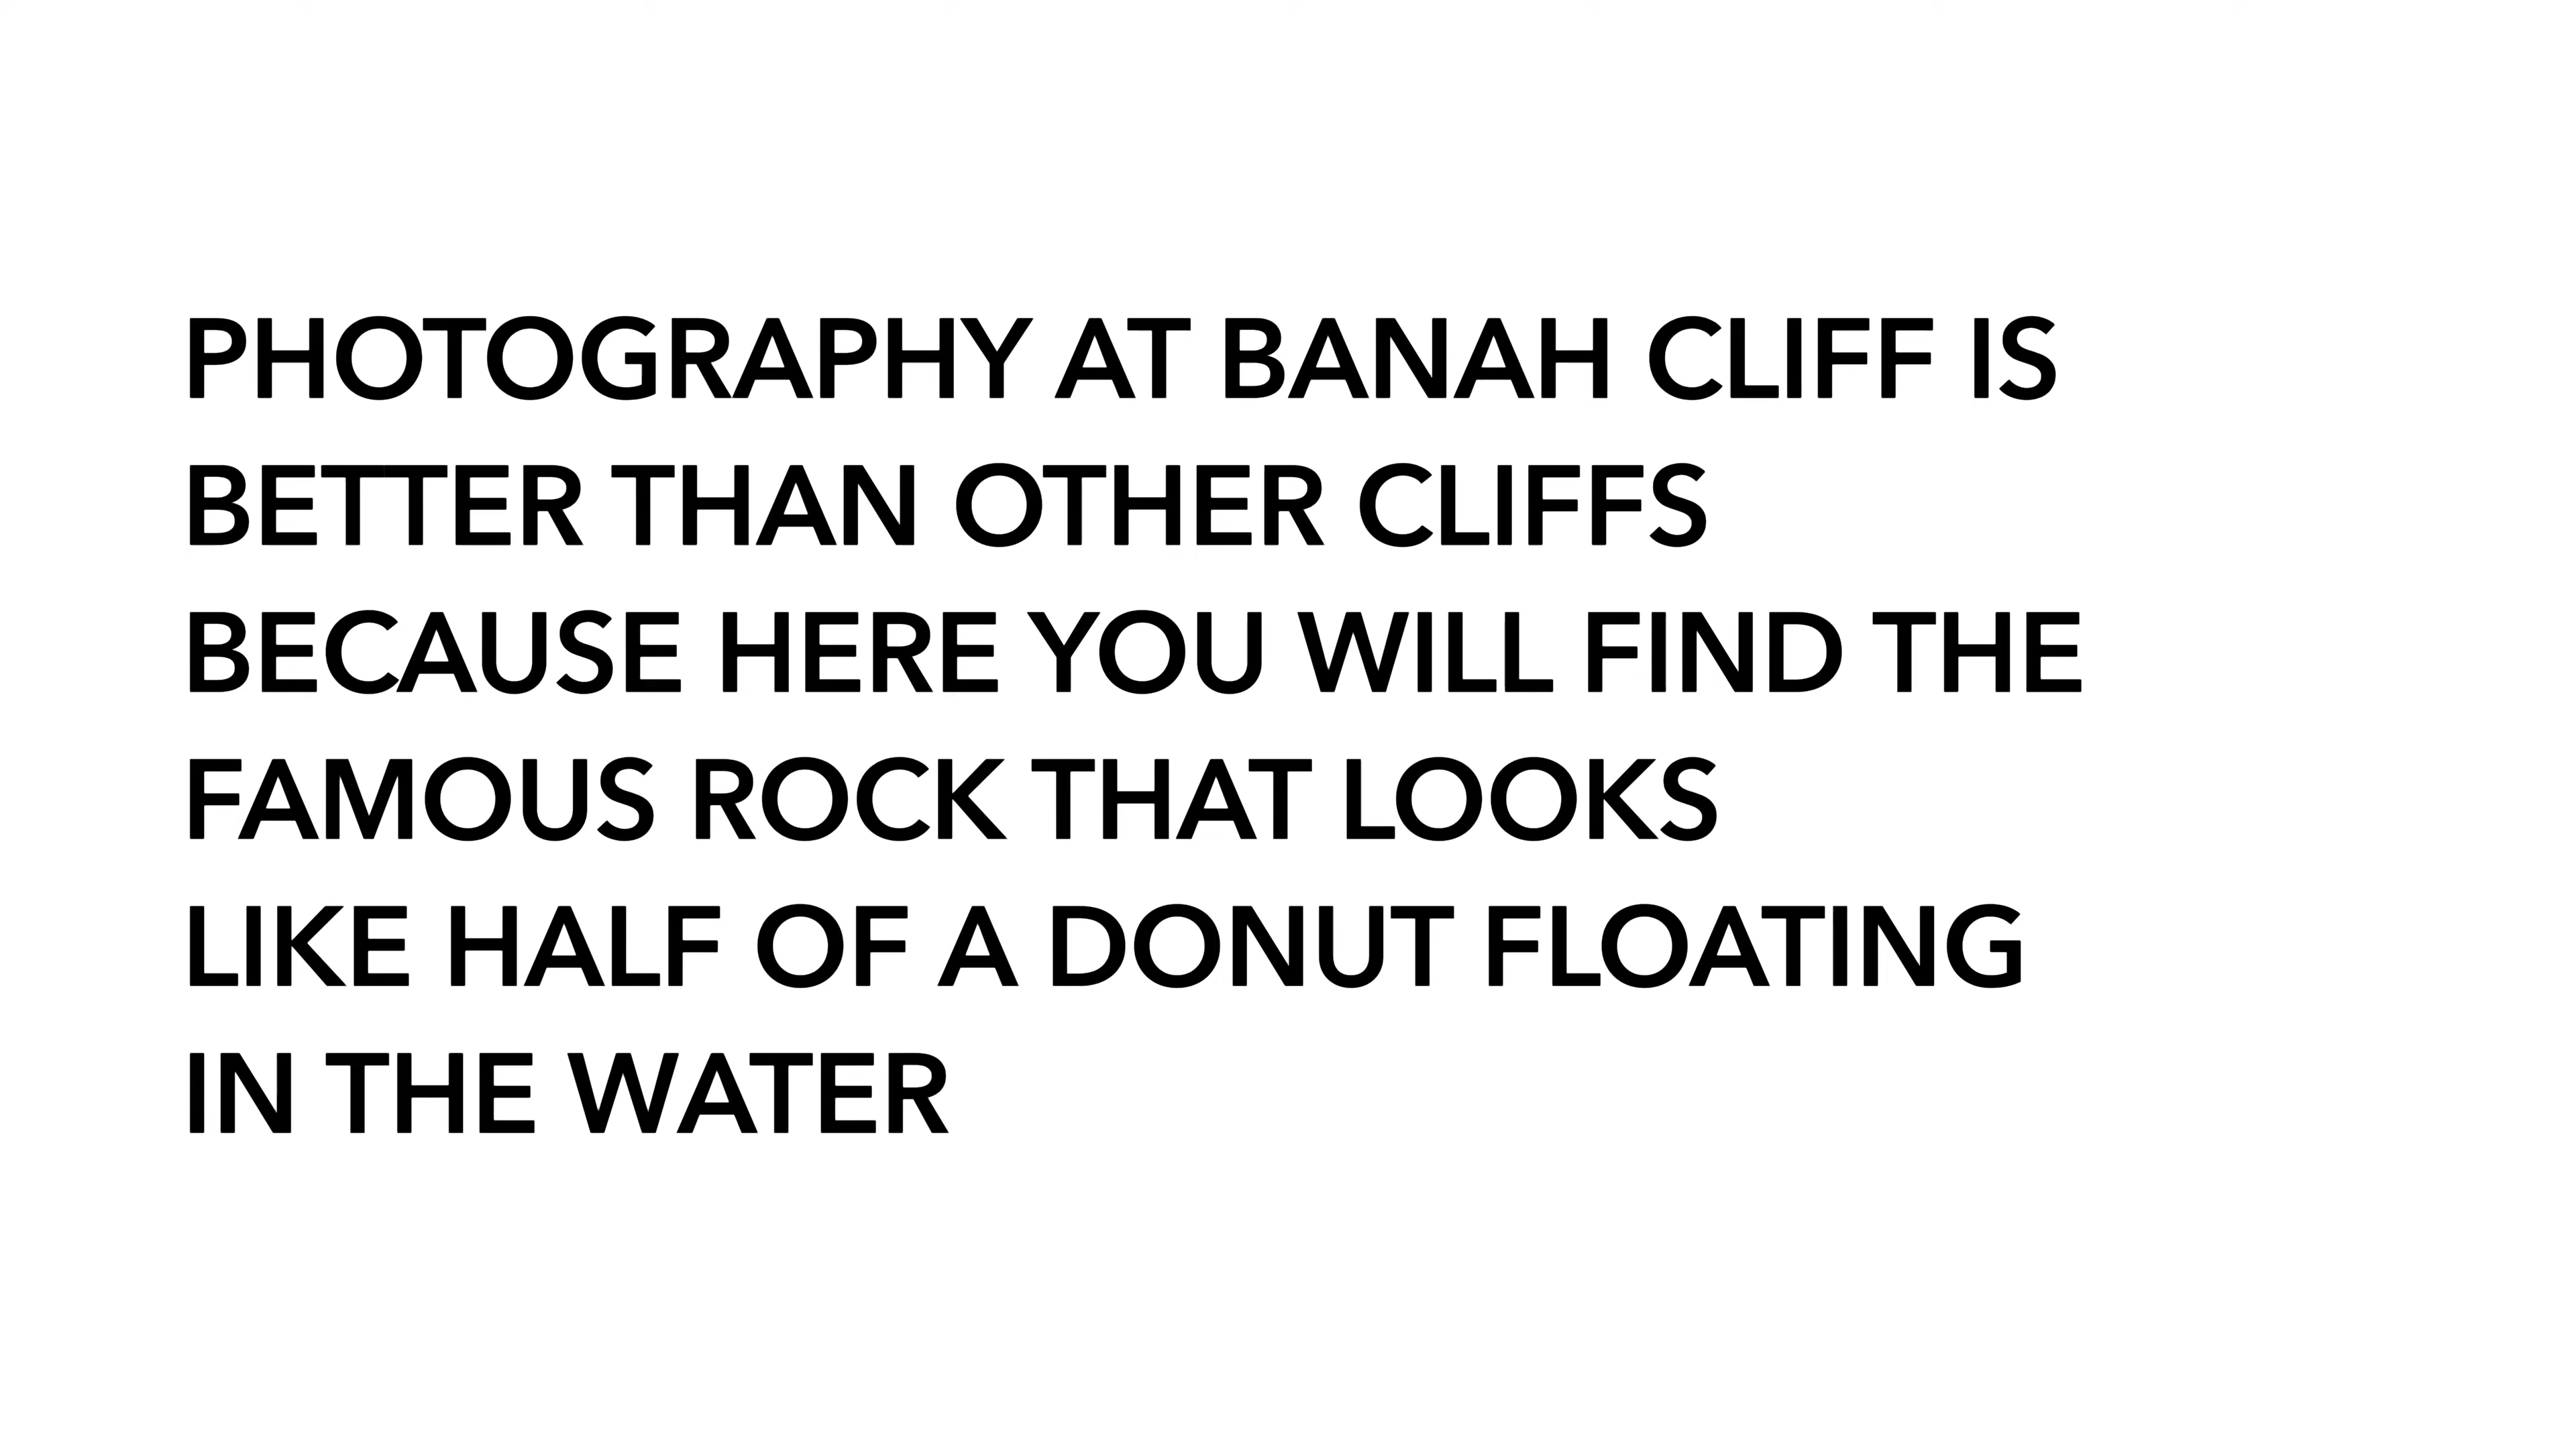 PHOTOGRAPHY AT BANAH CLIFF IS
BETTER THAN OTHER CLIFFS
BECAUSE HERE YOU WILL FIND THE
FAMOUS ROCK THAT LOOKS
LIKE HALF OF A DONUT FLOATING
IN THE WATER